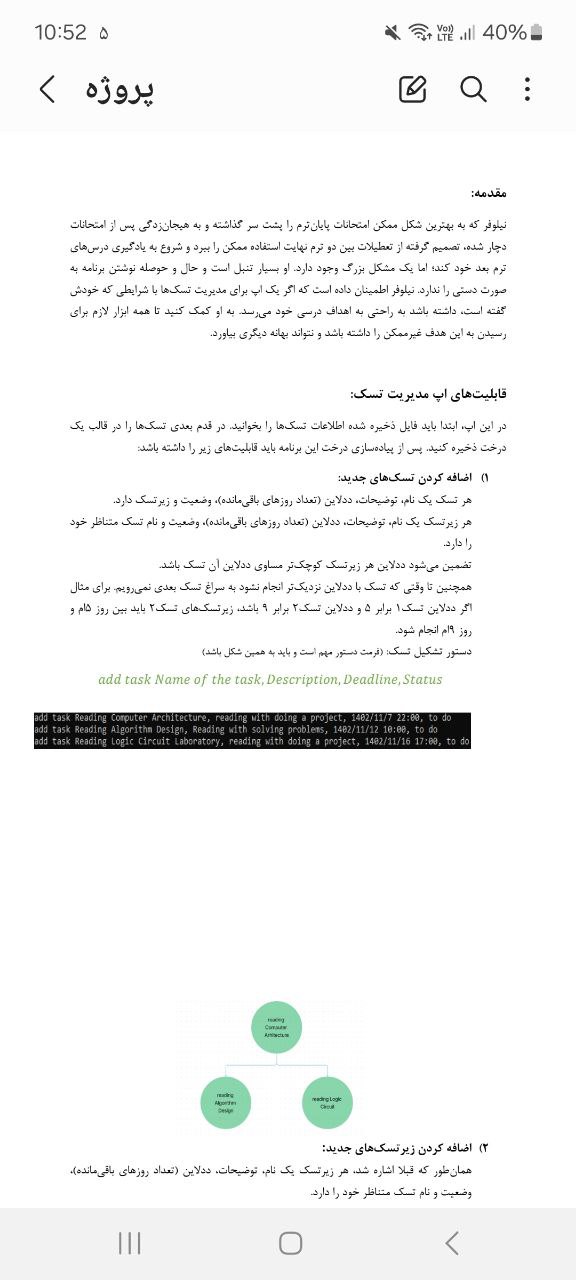 10:52 ۵
Vo))
LTE
40%
پروژه
مقدمه:
نیلوفر که به بهترین شکل ممکن امتحانات پایان‌ترم را پشت سر گذاشته و به هیجان‌زدگی پس از امتحانات
دچار شده، تصمیم گرفته از تعطیلات بین دو ترم نهایت استفاده ممکن را ببرد و شروع به یادگیری درس‌های
ترم بعد خود کند؛ اما یک مشکل بزرگ وجود دارد. او بسیار تنبل است و حال و حوصله نوشتن برنامه به
صورت دستی را ندارد. نیلوفر اطمینان داده است که اگر یک اپ برای مدیریت تسک‌ها با شرایطی که خودش
گفته است، داشته باشد به راحتی به اهداف درسی خود می‌رسد. به او کمک کنید تا همه ابزار لازم برای
رسیدن به این هدف غیرممکن را داشته باشد و نتواند بهانه دیگری بیاورد.
قابلیت‌های اپ مدیریت تسک:
در این اپ، ابتدا باید فایل ذخیره شده اطلاعات تسک‌ها را بخوانید. در قدم بعدی تسک‌ها را در قالب یک
درخت ذخیره کنید. پس از پیاده‌سازی درخت این برنامه باید قابلیت‌های زیر را داشته باشد:
۱) اضافه کردن تسک‌های جدید:
هر تسک یک نام، توضیحات، ددلاین (تعداد روزهای باقی‌مانده)، وضعیت و زیرتسک دارد.
هر زیرتسک یک نام، توضیحات، ددلاین (تعداد روزهای باقی‌مانده)، وضعیت و نام تسک متناظر خود
را دارد.
تضمین می‌شود ددلاین هر زیرتسک کوچک‌تر مساوی ددلاین آن تسک باشد.
همچنین تا وقتی که تسک با ددلاین نزدیک‌تر انجام نشود به سراغ تسک بعدی نمی‌رویم. برای مثال
اگر ددلاین تسک۱ برابر ۵ و ددلاین تسک۲ برابر ۹ باشد، زیرتسک‌های تسک۲ باید بین روز ۵ام و
روز ۹ام انجام شود.
دستور تشکیل تسک: (فرمت دستور مهم است و باید به همین شکل باشد)
add task Name of the task, Description, Deadline, Status
add task Reading Computer Architecture, reading with doing a project, 1402/11/7 22:00, to do
add task Reading Algorithm Design, Reading with solving problems, 1402/11/12 10:00, to do
add task Reading Logic Circuit Laboratory, reading with doing a project, 1402/11/16 17:00, to do
reading
Computer
Arhitecture
reading
Algorithm
Design
reading Logic
Circuit
۲) اضافه کردن زیرتسک‌های جدید:
همان‌طور که قبلا اشاره شد، هر زیرتسک یک نام، توضیحات، ددلاین (تعداد روزهای باقی‌مانده)،
وضعیت و نام تسک متناظر خود را دارد.